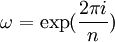 ω = exp(2πi/n)